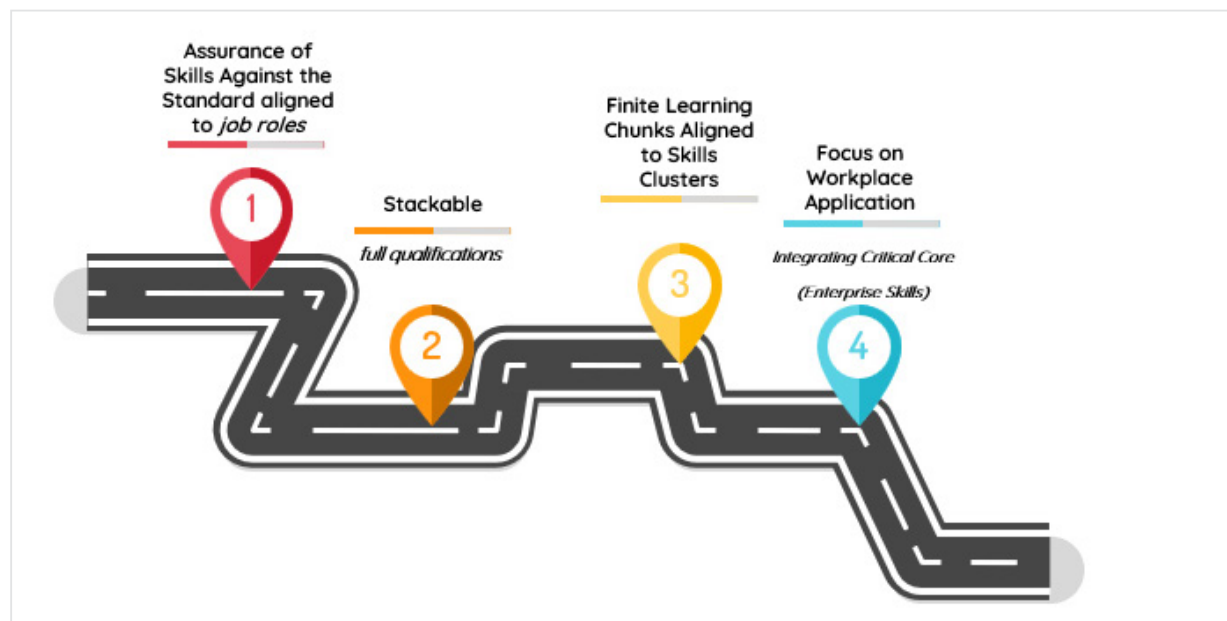 Assurance of
Skills Against the
Standard aligned
to job roles
1
Stackable
full qualifications
2
Finite Learning
Chunks Aligned
to Skills
Clusters
3
Focus on
Workplace
Application
Integrating Critical Core
(Enterprise Skills)
4